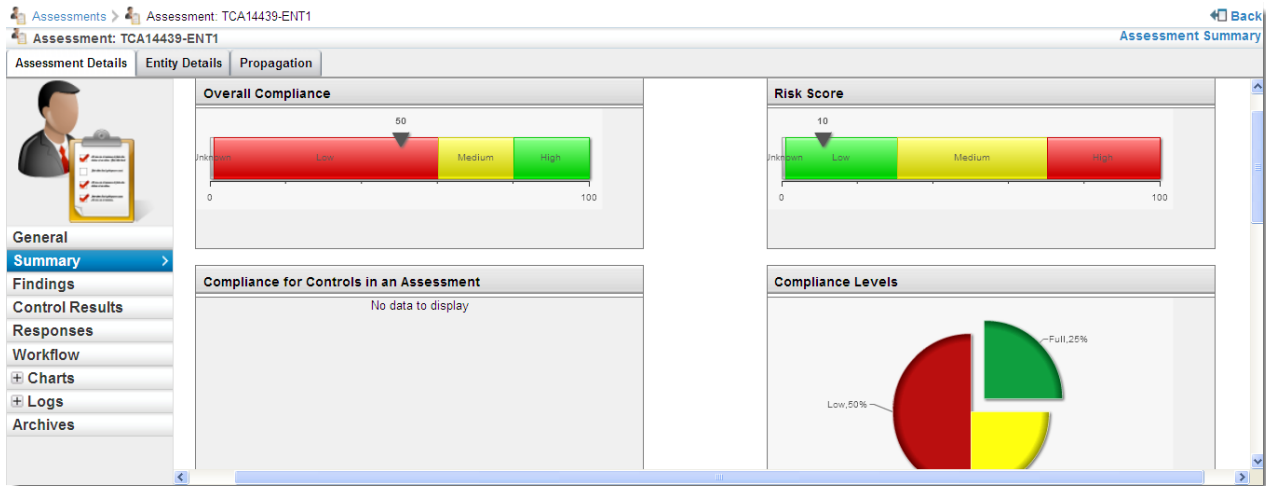 Assessments > Assessment: TCA14439-ENT1
Back
Assessment: TCA14439-ENT1
Assessment Summary
Assessment Details
Entity Details
Propagation
Overall Compliance
50
Unknown Low Medium High
0 100
Risk Score
10
Unknown Low Medium High
0 100
General
Summary
Findings
Control Results
Responses
Workflow
Charts
Logs
Archives
Compliance for Controls in an Assessment
No data to display
Compliance Levels
Full,25%
Low,50%